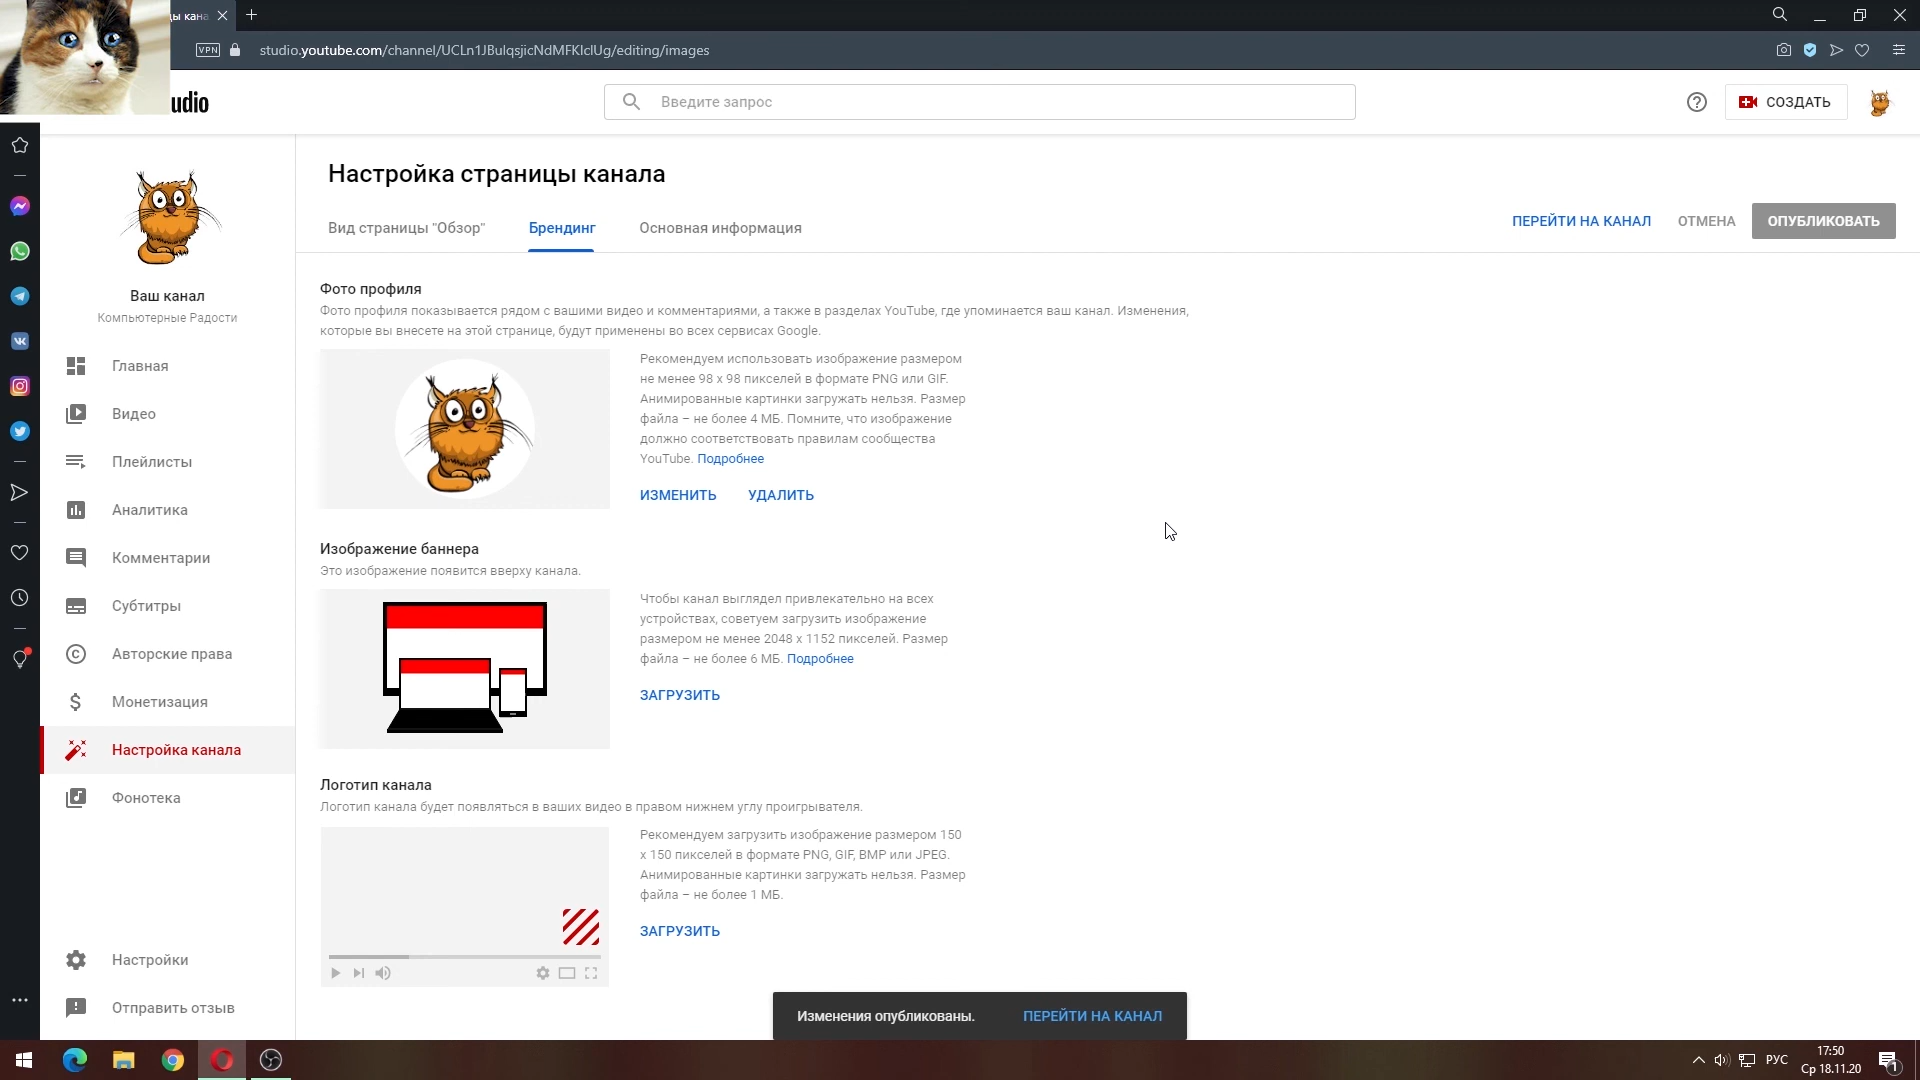 ы кана
VPN
studio.youtube.com/channel/UCLn1JBulqsjicNdMFKlclUg/editing/images
udio
Введите запрос
СОЗДАТЬ
Настройка страницы канала
Вид страницы "Обзор"
Брендинг
Основная информация
ПЕРЕЙТИ НА КАНАЛ
ОТМЕНА
ОПУБЛИКОВАТЬ
Ваш канал
Компьютерные Радости
Главная
Видео
Плейлисты
Аналитика
Комментарии
Субтитры
Авторские права
Монетизация
Настройка канала
Фонотека
Настройки
Отправить отзыв
Фото профиля
Фото профиля показывается рядом с вашими видео и комментариями, а также в разделах YouTube, где упоминается ваш канал. Изменения,
которые вы внесете на этой странице, будут применены во всех сервисах Google.
Рекомендуем использовать изображение размером
не менее 98 x 98 пикселей в формате PNG или GIF.
Анимированные картинки загружать нельзя. Размер
файла – не более 4 МБ. Помните, что изображение
должно соответствовать правилам сообщества
YouTube. Подробнее
ИЗМЕНИТЬ
УДАЛИТЬ
Изображение баннера
Это изображение появится вверху канала.
Чтобы канал выглядел привлекательно на всех
устройствах, советуем загрузить изображение
размером не менее 2048 x 1152 пикселей. Размер
файла – не более 6 МБ. Подробнее
ЗАГРУЗИТЬ
Логотип канала
Логотип канала будет появляться в ваших видео в правом нижнем углу проигрывателя.
Рекомендуем загрузить изображение размером 150
x 150 пикселей в формате PNG, GIF, BMP или JPEG.
Анимированные картинки загружать нельзя. Размер
файла – не более 1 МБ.
ЗАГРУЗИТЬ
Изменения опубликованы.
ПЕРЕЙТИ НА КАНАЛ
РУС
17:50
Ср 18.11.20
1